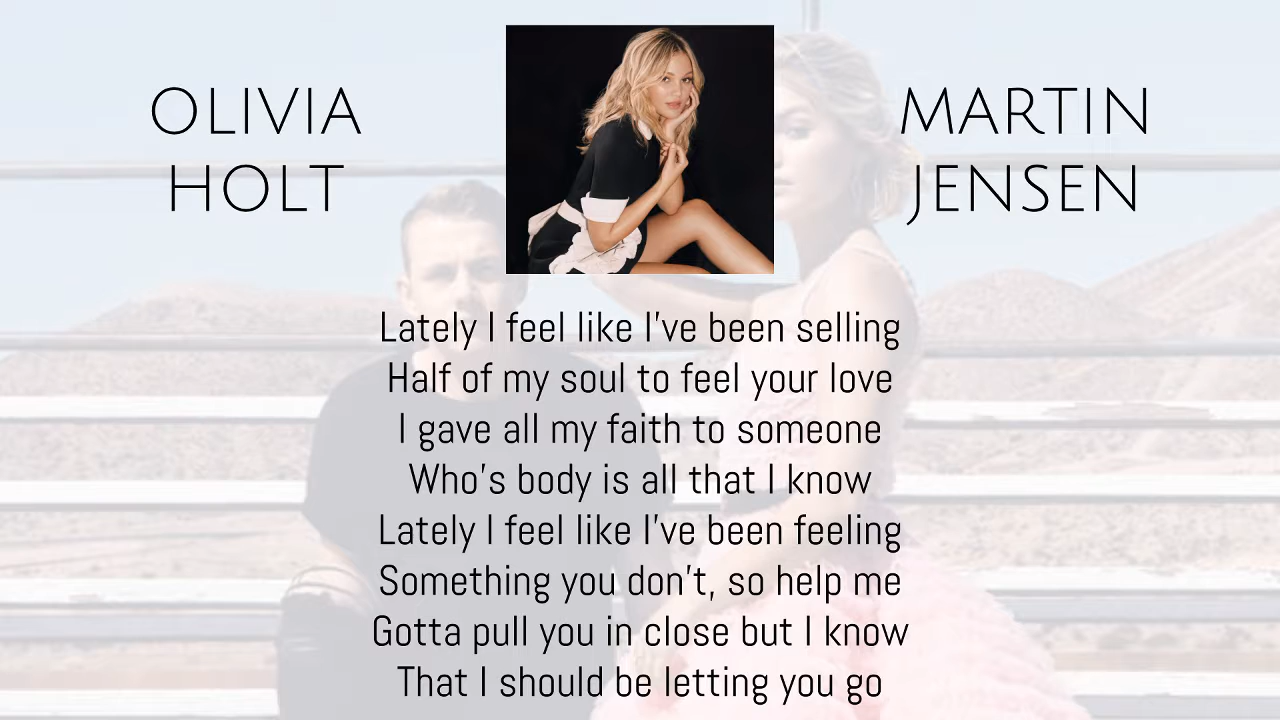 OLIVIA
HOLT
MARTIN
JENSEN
Lately I feel like I've been selling
Half of my soul to feel your love
I gave all my faith to someone
Who's body is all that I know
Lately I feel like I've been feeling
Something you don't, so help me
Gotta pull you in close but I know
That I should be letting you go